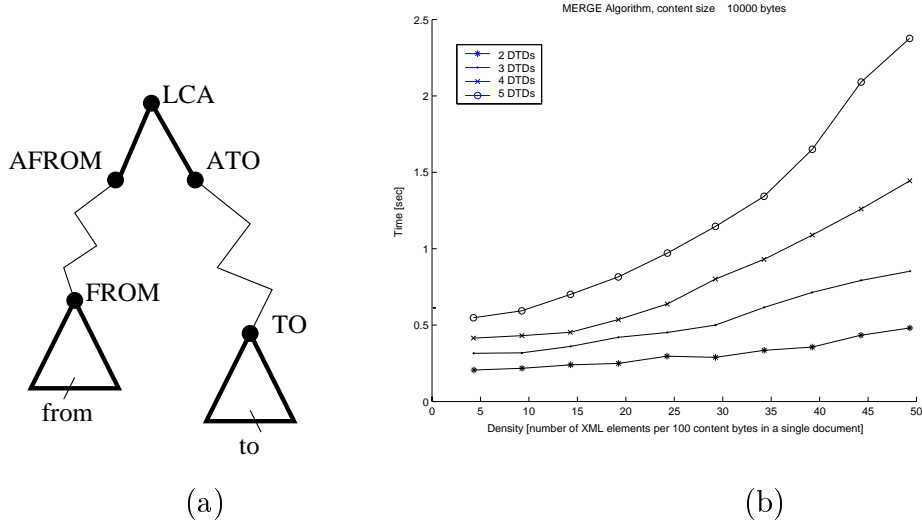 LCA
AFROM
ATO
FROM
TO
from
to
(a)
MERGE Algorithm, content size 10000 bytes
2.5
2
1.5
1
0.5
0
Time [sec]
2 DTDs
3 DTDs
4 DTDs
5 DTDs
0 5 10 15 20 25 30 35 40 45 50
Density [number of XML elements per 100 content bytes in a single document]
(b)